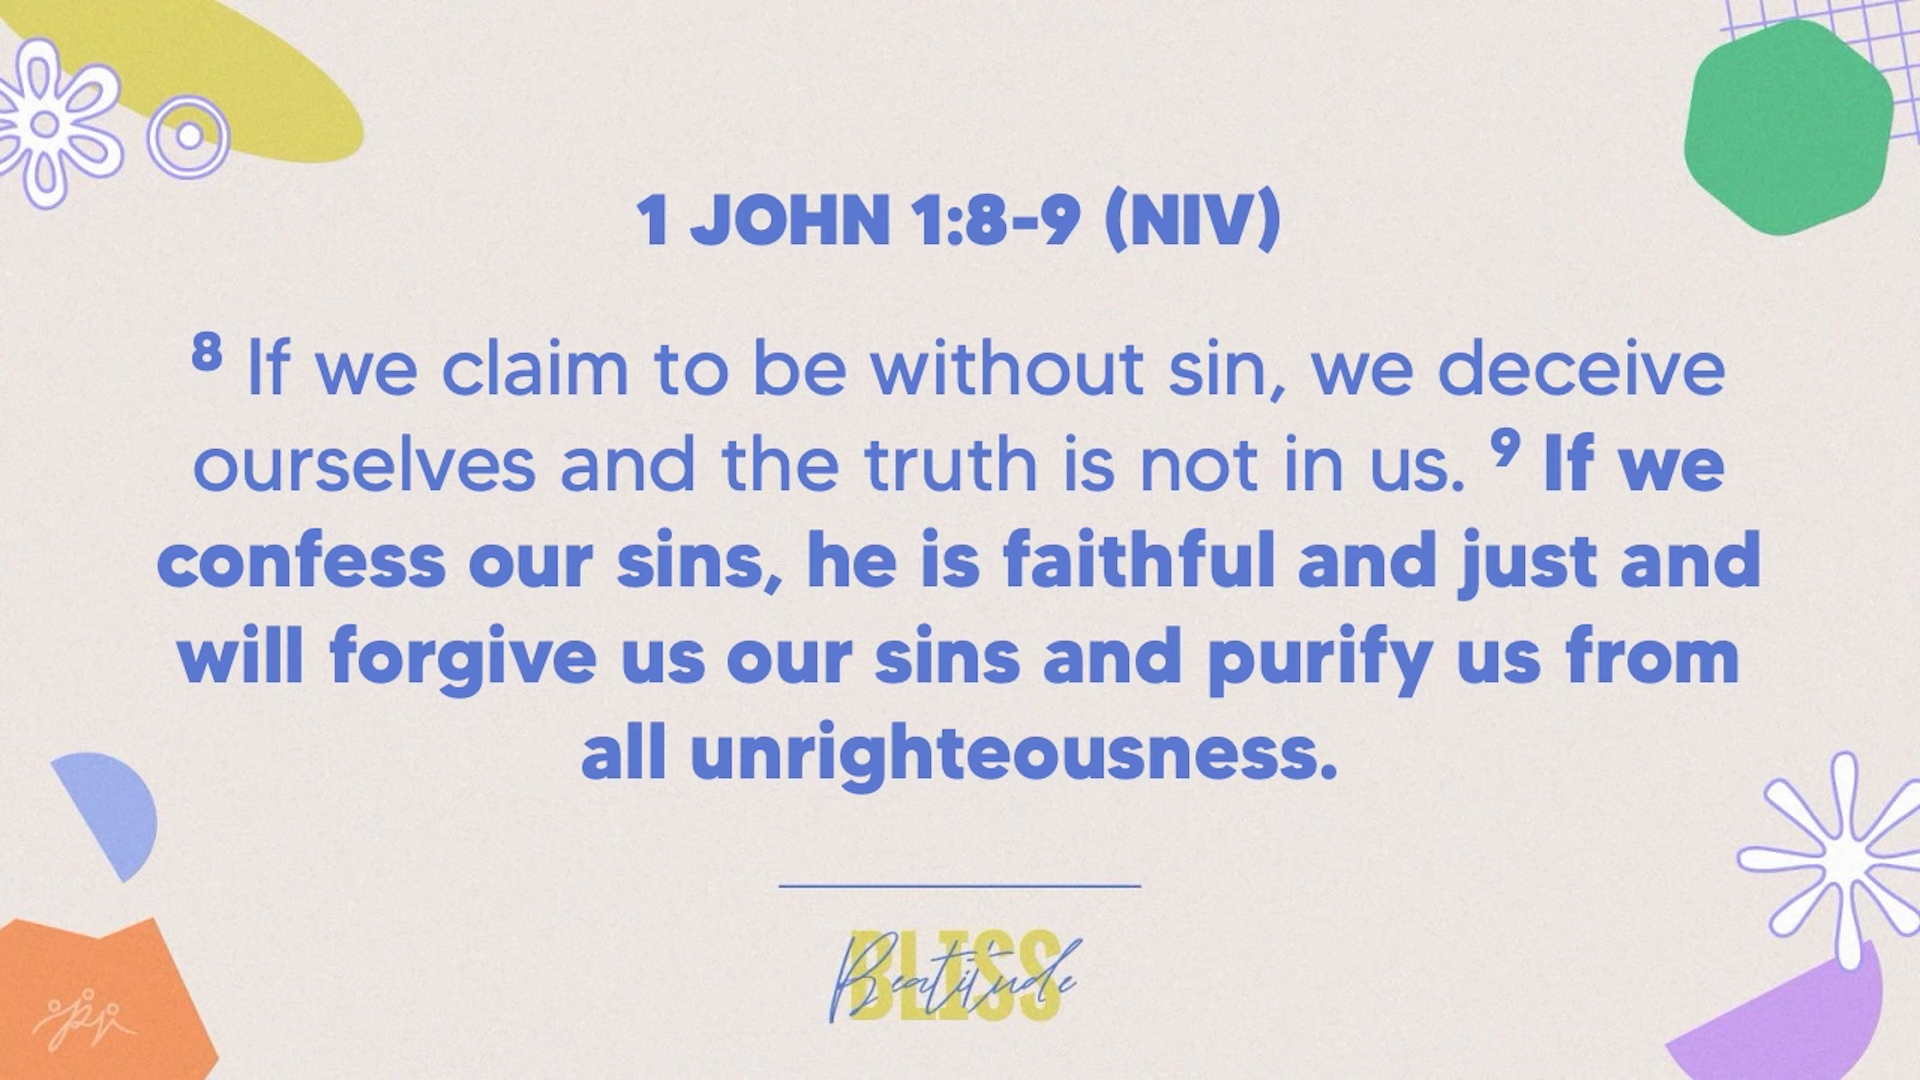 1 JOHN 1:8-9 (NIV)
⁸ If we claim to be without sin, we deceive
ourselves and the truth is not in us. ⁹ If we
confess our sins, he is faithful and just and
will forgive us our sins and purify us from
all unrighteousness.
BLISS
Beatitude